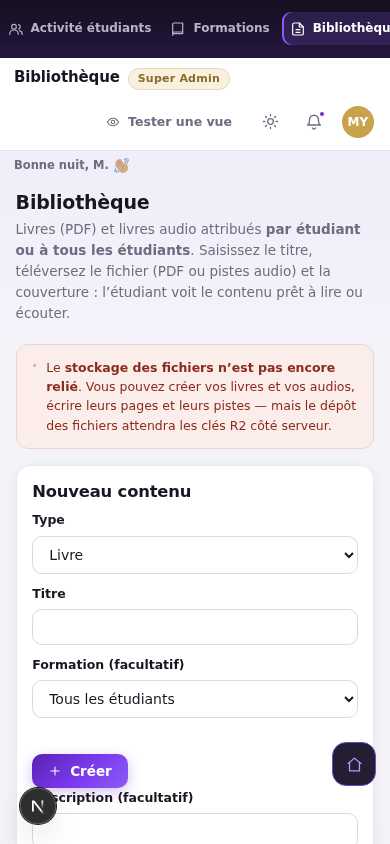 Activité étudiants Formations Bibliothèqu
Bibliothèque Super Admin
Tester une vue MY
Bonne nuit, M. 👋🏽
Bibliothèque
Livres (PDF) et livres audio attribués par étudiant
ou à tous les étudiants. Saisissez le titre,
téléversez le fichier (PDF ou pistes audio) et la
couverture : l’étudiant voit le contenu prêt à lire ou
écouter.
Le stockage des fichiers n’est pas encore
relié. Vous pouvez créer vos livres et vos audios,
écrire leurs pages et leurs pistes — mais le dépôt
des fichiers attendra les clés R2 côté serveur.
Nouveau contenu
Type
Livre
Titre
Formation (facultatif)
Tous les étudiants
+ Créer
scription (facultatif)
N